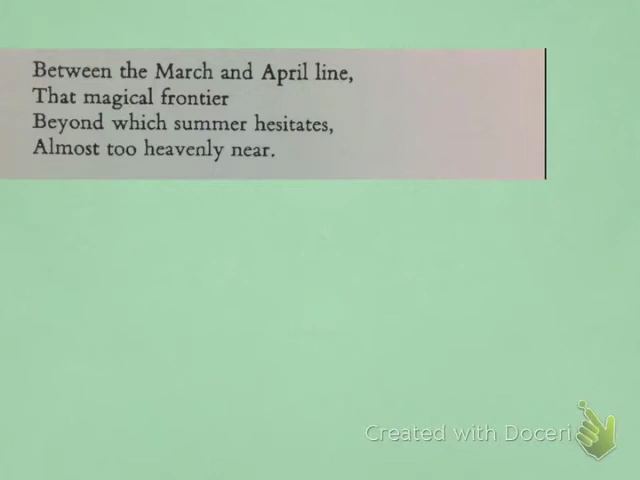 Between the March and April line,
That magical frontier
Beyond which summer hesitates,
Almost too heavenly near.
Created with Doceri